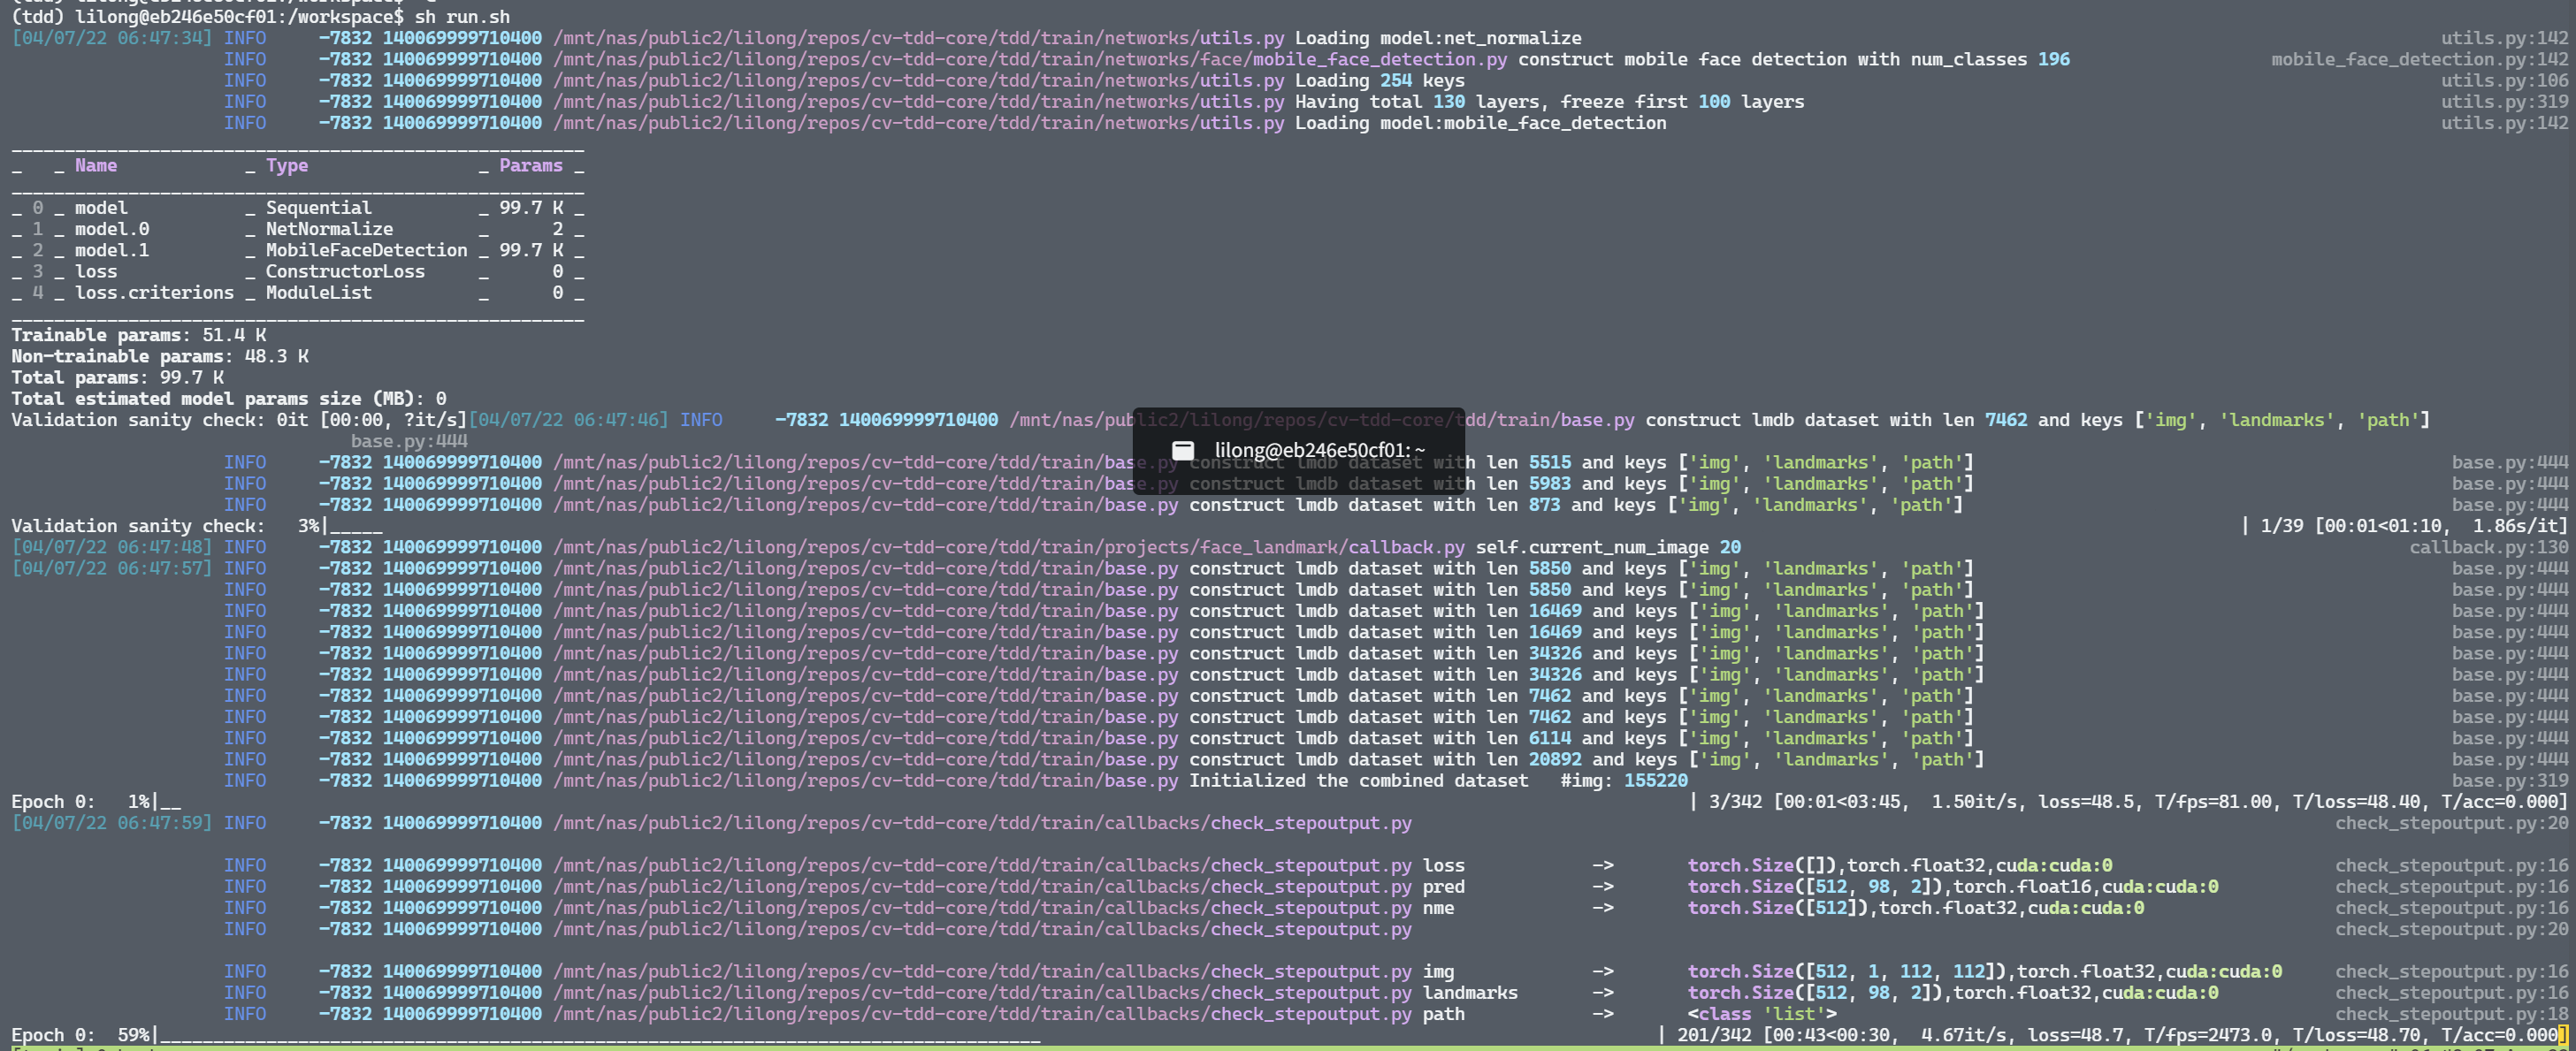 (tdd) lilong@eb246e50cf01:/workspace$ sh run.sh
[04/07/22 06:47:34] INFO -7832 140069999710400 /mnt/nas/public2/lilong/repos/cv-tdd-core/tdd/train/networks/utils.py Loading model:net_normalize utils.py:142
INFO -7832 140069999710400 /mnt/nas/public2/lilong/repos/cv-tdd-core/tdd/train/networks/face/mobile_face_detection.py construct mobile face detection with num_classes 196 mobile_face_detection.py:142
INFO -7832 140069999710400 /mnt/nas/public2/lilong/repos/cv-tdd-core/tdd/train/networks/utils.py Loading 254 keys utils.py:106
INFO -7832 140069999710400 /mnt/nas/public2/lilong/repos/cv-tdd-core/tdd/train/networks/utils.py Having total 130 layers, freeze first 100 layers utils.py:319
INFO -7832 140069999710400 /mnt/nas/public2/lilong/repos/cv-tdd-core/tdd/train/networks/utils.py Loading model:mobile_face_detection utils.py:142
_ _ Name _ Type _ Params _
_ 0 _ model _ Sequential _ 99.7 K _
_ 1 _ model.0 _ NetNormalize _ 2 _
_ 2 _ model.1 _ MobileFaceDetection _ 99.7 K _
_ 3 _ loss _ ConstructorLoss _ 0 _
_ 4 _ loss.criterions _ ModuleList _ 0 _
Trainable params: 51.4 K
Non-trainable params: 48.3 K
Total params: 99.7 K
Total estimated model params size (MB): 0
Validation sanity check: 0it [00:00, ?it/s][04/07/22 06:47:46] INFO -7832 140069999710400 /mnt/nas/public2/lilong/repos/cv-tdd-core/tdd/train/base.py construct lmdb dataset with len 7462 and keys ['img', 'landmarks', 'path']
base.py:444
lilong@eb246e50cf01: ~
INFO -7832 140069999710400 /mnt/nas/public2/lilong/repos/cv-tdd-core/tdd/train/base.py construct lmdb dataset with len 5515 and keys ['img', 'landmarks', 'path'] base.py:444
INFO -7832 140069999710400 /mnt/nas/public2/lilong/repos/cv-tdd-core/tdd/train/base.py construct lmdb dataset with len 5983 and keys ['img', 'landmarks', 'path'] base.py:444
INFO -7832 140069999710400 /mnt/nas/public2/lilong/repos/cv-tdd-core/tdd/train/base.py construct lmdb dataset with len 873 and keys ['img', 'landmarks', 'path'] base.py:444
Validation sanity check: 3%|_____ | 1/39 [00:01<01:10, 1.86s/it]
[04/07/22 06:47:48] INFO -7832 140069999710400 /mnt/nas/public2/lilong/repos/cv-tdd-core/tdd/train/projects/face_landmark/callback.py self.current_num_image 20 callback.py:130
[04/07/22 06:47:57] INFO -7832 140069999710400 /mnt/nas/public2/lilong/repos/cv-tdd-core/tdd/train/base.py construct lmdb dataset with len 5850 and keys ['img', 'landmarks', 'path'] base.py:444
INFO -7832 140069999710400 /mnt/nas/public2/lilong/repos/cv-tdd-core/tdd/train/base.py construct lmdb dataset with len 5850 and keys ['img', 'landmarks', 'path'] base.py:444
INFO -7832 140069999710400 /mnt/nas/public2/lilong/repos/cv-tdd-core/tdd/train/base.py construct lmdb dataset with len 16469 and keys ['img', 'landmarks', 'path'] base.py:444
INFO -7832 140069999710400 /mnt/nas/public2/lilong/repos/cv-tdd-core/tdd/train/base.py construct lmdb dataset with len 16469 and keys ['img', 'landmarks', 'path'] base.py:444
INFO -7832 140069999710400 /mnt/nas/public2/lilong/repos/cv-tdd-core/tdd/train/base.py construct lmdb dataset with len 34326 and keys ['img', 'landmarks', 'path'] base.py:444
INFO -7832 140069999710400 /mnt/nas/public2/lilong/repos/cv-tdd-core/tdd/train/base.py construct lmdb dataset with len 34326 and keys ['img', 'landmarks', 'path'] base.py:444
INFO -7832 140069999710400 /mnt/nas/public2/lilong/repos/cv-tdd-core/tdd/train/base.py construct lmdb dataset with len 7462 and keys ['img', 'landmarks', 'path'] base.py:444
INFO -7832 140069999710400 /mnt/nas/public2/lilong/repos/cv-tdd-core/tdd/train/base.py construct lmdb dataset with len 7462 and keys ['img', 'landmarks', 'path'] base.py:444
INFO -7832 140069999710400 /mnt/nas/public2/lilong/repos/cv-tdd-core/tdd/train/base.py construct lmdb dataset with len 6114 and keys ['img', 'landmarks', 'path'] base.py:444
INFO -7832 140069999710400 /mnt/nas/public2/lilong/repos/cv-tdd-core/tdd/train/base.py construct lmdb dataset with len 20892 and keys ['img', 'landmarks', 'path'] base.py:444
INFO -7832 140069999710400 /mnt/nas/public2/lilong/repos/cv-tdd-core/tdd/train/base.py Initialized the combined dataset #img: 155220 base.py:319
Epoch 0: 1%|__ | 3/342 [00:01<03:45, 1.50it/s, loss=48.5, T/fps=81.00, T/loss=48.40, T/acc=0.000]
[04/07/22 06:47:59] INFO -7832 140069999710400 /mnt/nas/public2/lilong/repos/cv-tdd-core/tdd/train/callbacks/check_stepoutput.py check_stepoutput.py:20
INFO -7832 140069999710400 /mnt/nas/public2/lilong/repos/cv-tdd-core/tdd/train/callbacks/check_stepoutput.py loss -> torch.Size([]),torch.float32,cuda:cuda:0 check_stepoutput.py:16
INFO -7832 140069999710400 /mnt/nas/public2/lilong/repos/cv-tdd-core/tdd/train/callbacks/check_stepoutput.py pred -> torch.Size([512, 98, 2]),torch.float16,cuda:cuda:0 check_stepoutput.py:16
INFO -7832 140069999710400 /mnt/nas/public2/lilong/repos/cv-tdd-core/tdd/train/callbacks/check_stepoutput.py nme -> torch.Size([512]),torch.float32,cuda:cuda:0 check_stepoutput.py:16
INFO -7832 140069999710400 /mnt/nas/public2/lilong/repos/cv-tdd-core/tdd/train/callbacks/check_stepoutput.py check_stepoutput.py:20
INFO -7832 140069999710400 /mnt/nas/public2/lilong/repos/cv-tdd-core/tdd/train/callbacks/check_stepoutput.py img -> torch.Size([512, 1, 112, 112]),torch.float32,cuda:cuda:0 check_stepoutput.py:16
INFO -7832 140069999710400 /mnt/nas/public2/lilong/repos/cv-tdd-core/tdd/train/callbacks/check_stepoutput.py landmarks -> torch.Size([512, 98, 2]),torch.float32,cuda:cuda:0 check_stepoutput.py:16
INFO -7832 140069999710400 /mnt/nas/public2/lilong/repos/cv-tdd-core/tdd/train/callbacks/check_stepoutput.py path -> <class 'list'> check_stepoutput.py:18
Epoch 0: 59%|___ | 201/342 [00:43<00:30, 4.67it/s, loss=48.7, T/fps=2473.0, T/loss=48.70, T/acc=0.000]